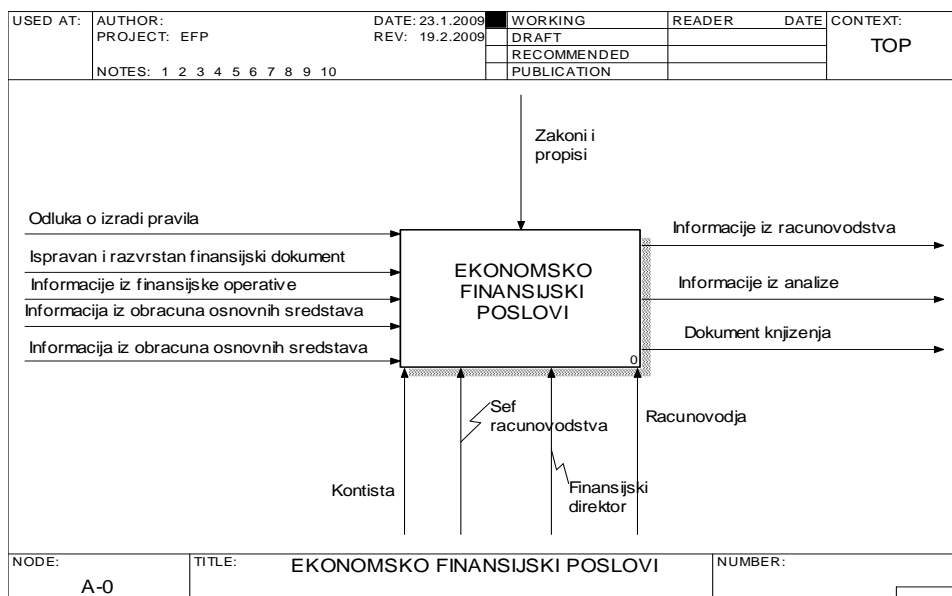 USED AT:
AUTHOR:
DATE: 23.1.2009
PROJECT: EFP
REV: 19.2.2009
NOTES: 1 2 3 4 5 6 7 8 9 10
WORKING
DRAFT
RECOMMENDED
PUBLICATION
READER
DATE
CONTEXT:
TOP
Zakoni i
propisi
Odluka o izradi pravila
Ispravan i razvrstan finansijski dokument
Informacije iz finansijske operative
Informacija iz obracuna osnovnih sredstava
Informacija iz obracuna osnovnih sredstava
EKONOMSKO
FINANSIJSKI
POSLOVI
0
Informacije iz racunovodstva
Informacije iz analize
Dokument knjizenja
Sef
racunovodstva
Racunovodja
Kontista
Finansijski
direktor
NODE:
A-0
TITLE:
EKONOMSKO FINANSIJSKI POSLOVI
NUMBER: